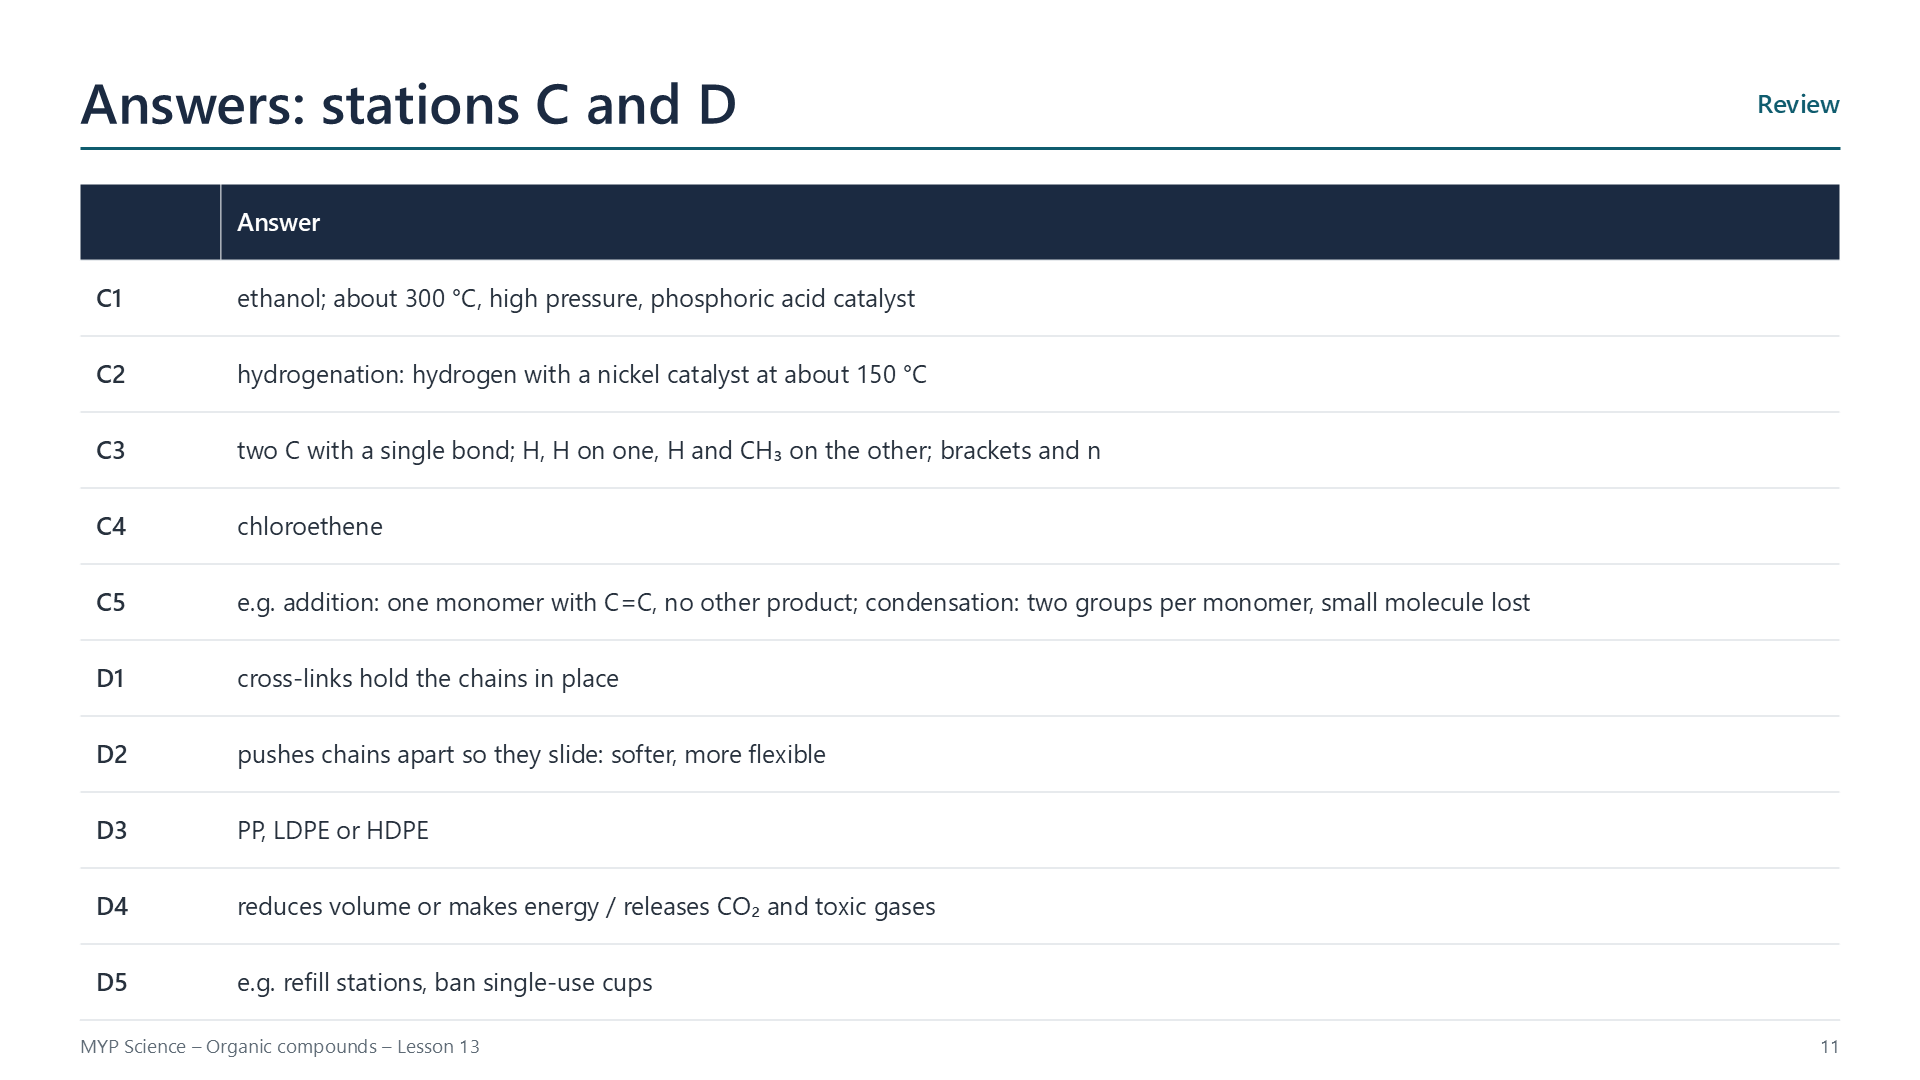 Answers: stations C and D
Review
Answer
C1 ethanol; about 300 °C, high pressure, phosphoric acid catalyst
C2 hydrogenation: hydrogen with a nickel catalyst at about 150 °C
C3 two C with a single bond; H, H on one, H and CH₃ on the other; brackets and n
C4 chloroethene
C5 e.g. addition: one monomer with C=C, no other product; condensation: two groups per monomer, small molecule lost
D1 cross-links hold the chains in place
D2 pushes chains apart so they slide: softer, more flexible
D3 PP, LDPE or HDPE
D4 reduces volume or makes energy / releases CO₂ and toxic gases
D5 e.g. refill stations, ban single-use cups
MYP Science – Organic compounds – Lesson 13
11